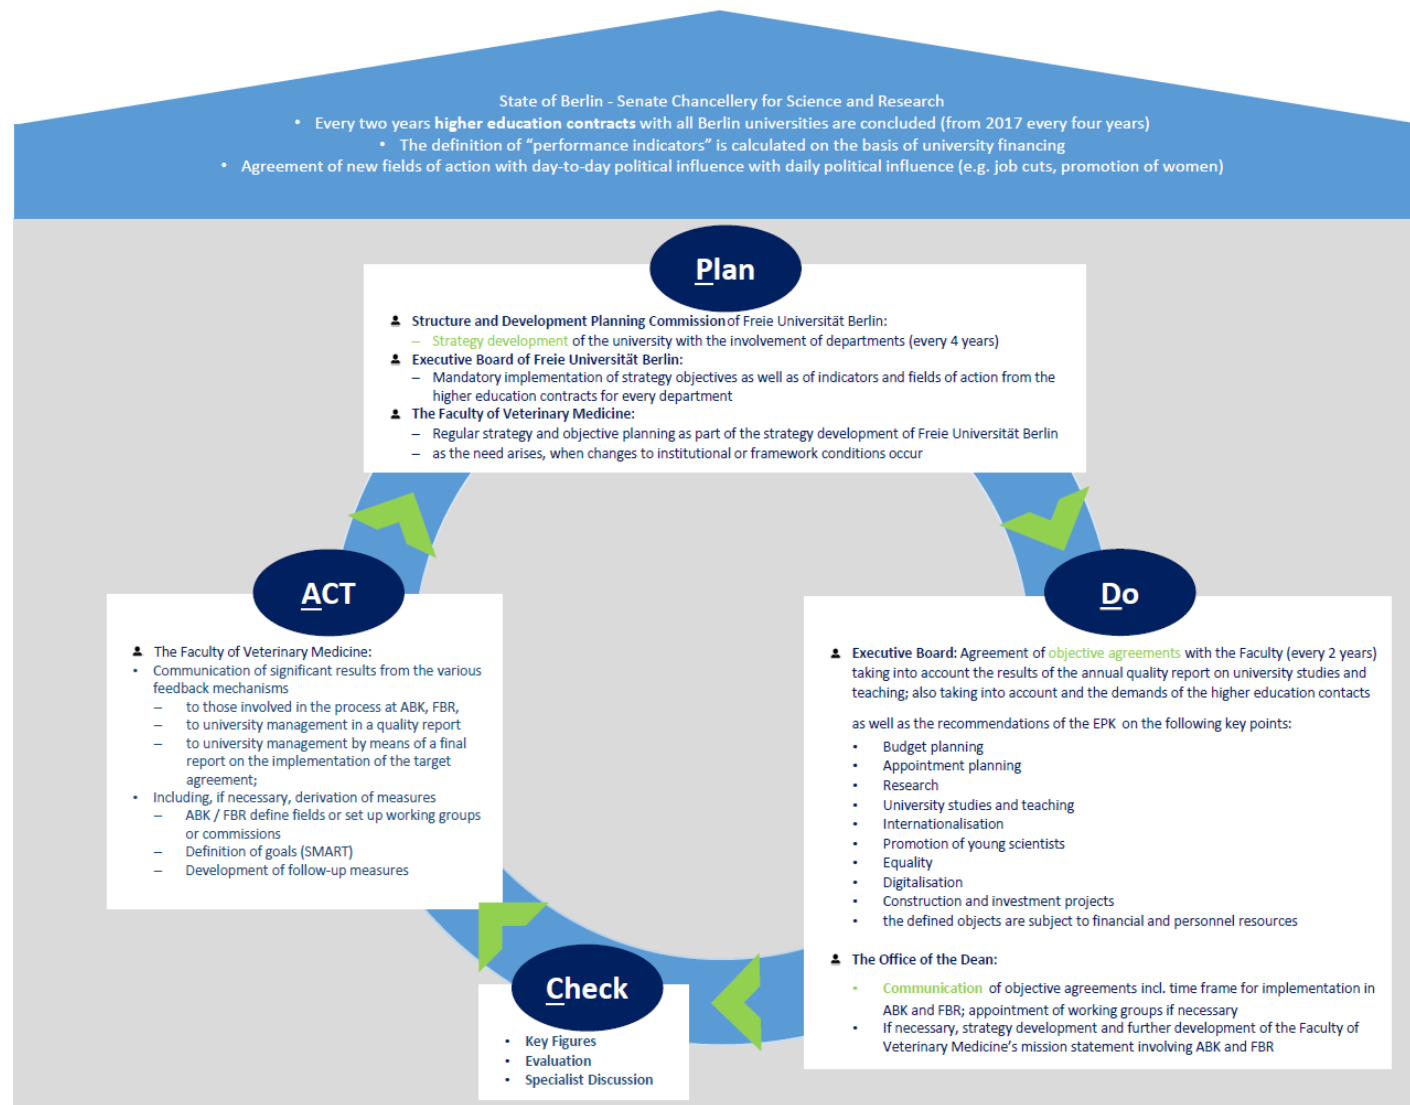 State of Berlin - Senate Chancellery for Science and Research
• Every two years higher education contracts with all Berlin universities are concluded (from 2017 every four years)
• The definition of “performance indicators” is calculated on the basis of university financing
• Agreement of new fields of action with day-to-day political influence with daily political influence (e.g. job cuts, promotion of women)
Plan
Structure and Development Planning Commission of Freie Universität Berlin:
– Strategy development of the university with the involvement of departments (every 4 years)
Executive Board of Freie Universität Berlin:
– Mandatory implementation of strategy objectives as well as of indicators and fields of action from the
higher education contracts for every department
The Faculty of Veterinary Medicine:
– Regular strategy and objective planning as part of the strategy development of Freie Universität Berlin
– as the need arises, when changes to institutional or framework conditions occur
Do
Executive Board: Agreement of objective agreements with the Faculty (every 2 years)
taking into account the results of the annual quality report on university studies and
teaching; also taking into account and the demands of the higher education contacts
as well as the recommendations of the EPK on the following key points:
• Budget planning
• Appointment planning
• Research
• University studies and teaching
• Internationalisation
• Promotion of young scientists
• Equality
• Digitalisation
• Construction and investment projects
• the defined objects are subject to financial and personnel resources
The Office of the Dean:
• Communication of objective agreements incl. time frame for implementation in
ABK and FBR; appointment of working groups if necessary
• If necessary, strategy development and further development of the Faculty of
Veterinary Medicine’s mission statement involving ABK and FBR
Check
• Key Figures
• Evaluation
• Specialist Discussion
ACT
The Faculty of Veterinary Medicine:
• Communication of significant results from the various
feedback mechanisms
– to those involved in the process at ABK, FBR,
– to university management in a quality report
– to university management by means of a final
report on the implementation of the target
agreement;
• Including, if necessary, derivation of measures
– ABK / FBR define fields or set up working groups
or commissions
– Definition of goals (SMART)
– Development of follow-up measures